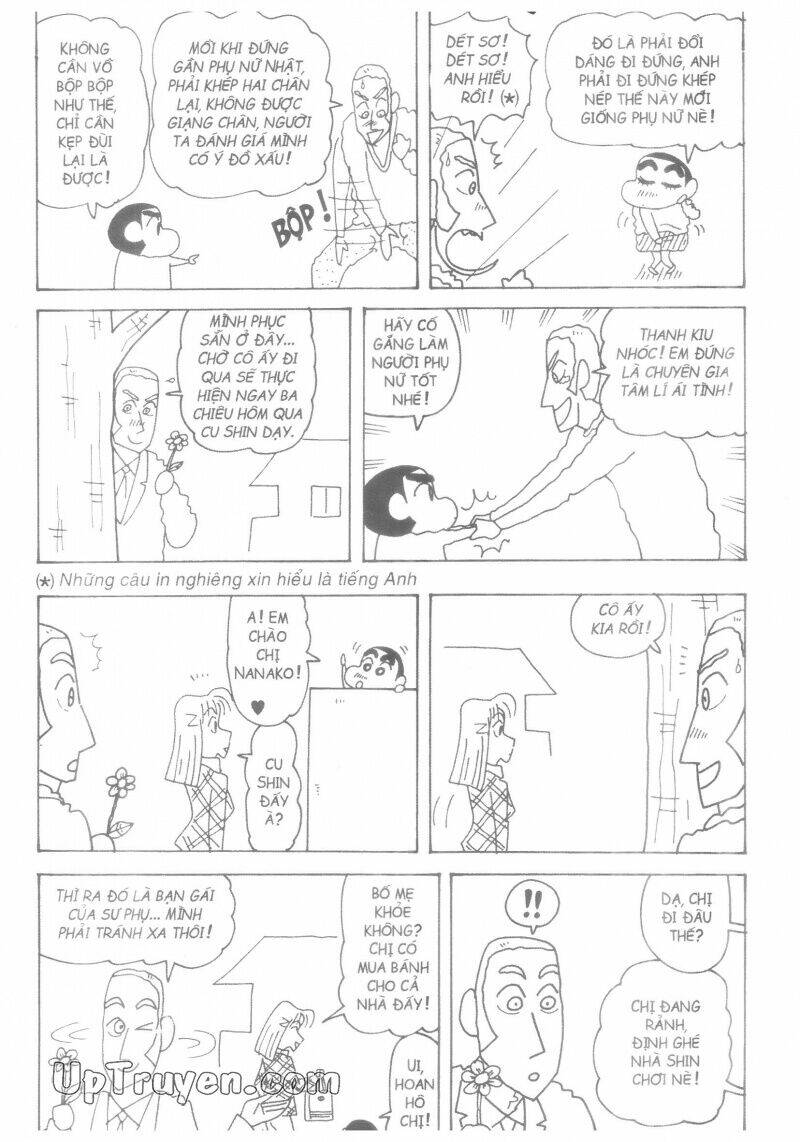 DÉT SƠ!
DÉT SƠ!
ANH HIỂU
RỒI! (*)
ĐÓ LÀ PHẢI ĐỔI
DÁNG ĐI ĐỨNG, ANH
PHẢI ĐI ĐỨNG KHÉP
NÉP THẾ NÀY MỚI
GIỐNG PHỤ NỮ NÈ!
MỖI KHI ĐỨNG
GẦN PHỤ NỮ NHẬT,
PHẢI KHÉP HAI CHÂN
LẠI, KHÔNG ĐƯỢC
GIẠNG CHÂN, NGƯỜI
TA ĐÁNH GIÁ MÌNH
CÓ Ý ĐỒ XẤU!
KHÔNG
CẦN VỖ
BỘP BỘP
NHƯ THẾ,
CHỈ CẦN
KẸP ĐÙI
LẠI LÀ
ĐƯỢC!
BỘP!
THANH KIU
NHÓC! EM ĐÚNG
LÀ CHUYÊN GIA
TÂM LÍ ÁI TÌNH!
HÃY CÓ
GẮNG LÀM
NGƯỜI PHỤ
NỮ TỐT
NHÉ!
MÌNH PHỤC
SẴN Ở ĐÂY...
CHỜ CÔ ẤY ĐI
QUA SẼ THỰC
HIỆN NGAY BA
CHIÊU HÔM QUA
CU SHIN DẠY.
(*) Những câu in nghiêng xin hiểu là tiếng Anh
CÔ ẤY
KIA RỒI!
A! EM
CHÀO
CHỊ
NANAKO!
♥
CU
SHIN
ĐẤY
À?
DẠ, CHỊ
ĐI ĐÂU
THẾ?
CHỊ ĐANG
RẢNH,
ĐỊNH GHÉ
NHÀ SHIN
CHƠI NÈ!
!!
BỐ MẸ
KHỎE
KHÔNG?
CHỊ CÓ
MUA BÁNH
CHO CẢ
NHÀ ĐẤY!
UI,
HOAN
HÔ
CHỊ!
THÌ RA ĐÓ LÀ BẠN GÁI
CỦA SƯ PHỤ... MÌNH
PHẢI TRÁNH XA THÔI!
UpTruyen.com